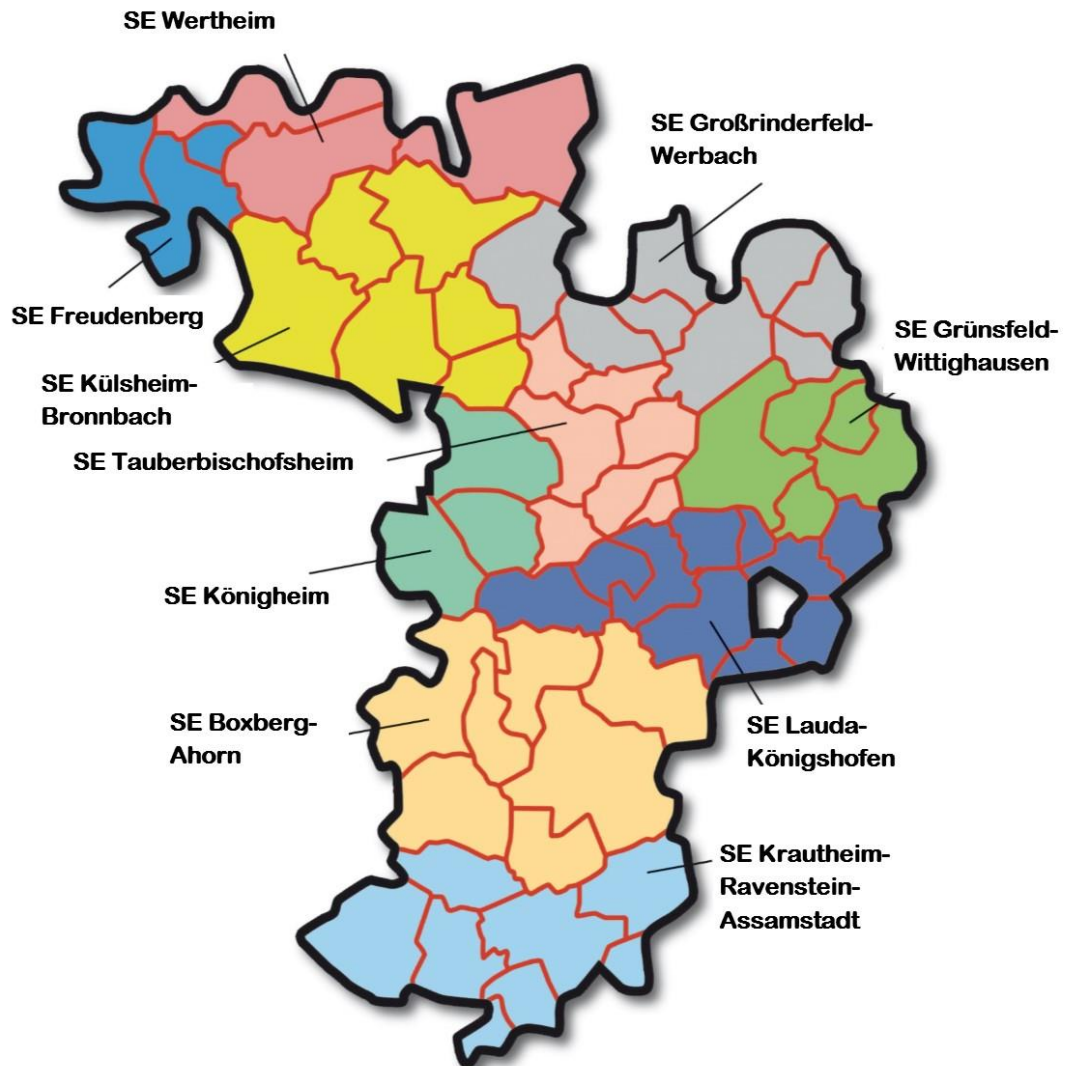 SE Wertheim
SE Großrinderfeld-
Werbach
SE Freudenberg
SE Grünsfeld-
Wittighausen
SE Külsheim-
Bronnbach
SE Tauberbischofsheim
SE Königheim
SE Boxberg-
Ahorn
SE Lauda-
Königshofen
SE Krautheim-
Ravenstein-
Assamstadt